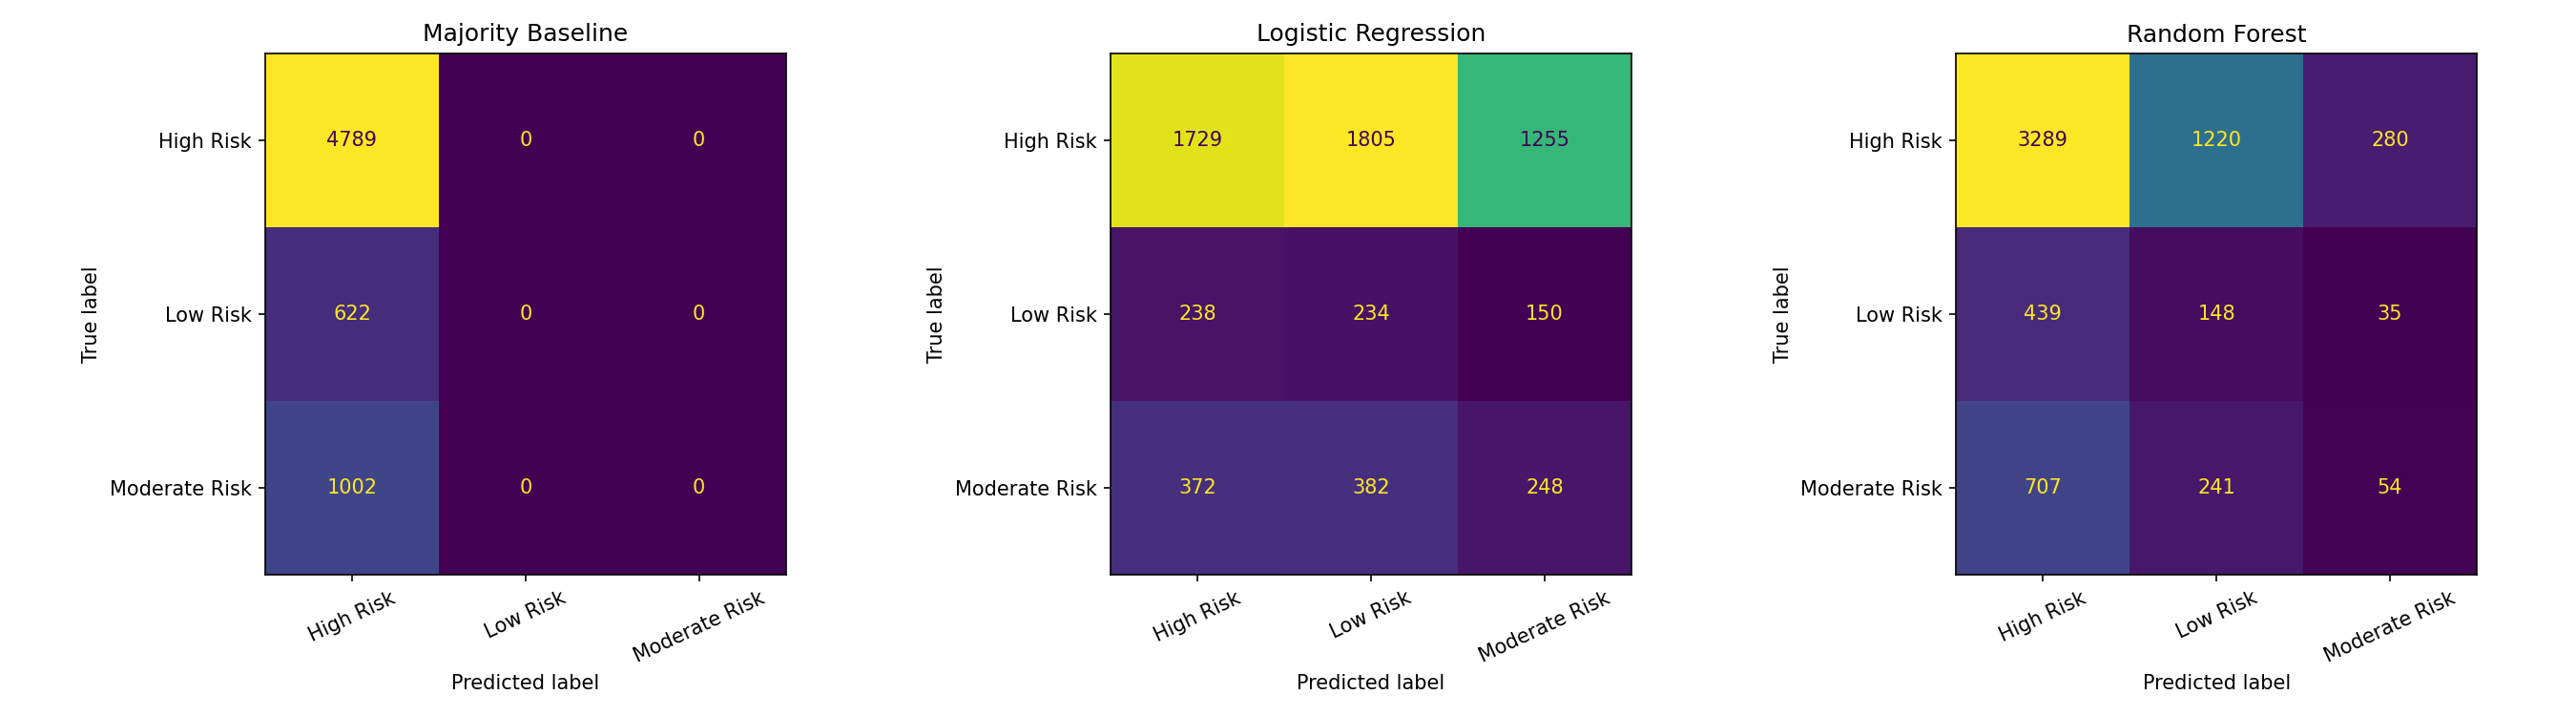 Majority Baseline
True label
High Risk
4789 0 0
Low Risk
622 0 0
Moderate Risk
1002 0 0
High Risk
Low Risk
Moderate Risk
Predicted label
Logistic Regression
True label
High Risk
1729 1805 1255
Low Risk
238 234 150
Moderate Risk
372 382 248
High Risk
Low Risk
Moderate Risk
Predicted label
Random Forest
True label
High Risk
3289 1220 280
Low Risk
439 148 35
Moderate Risk
707 241 54
High Risk
Low Risk
Moderate Risk
Predicted label